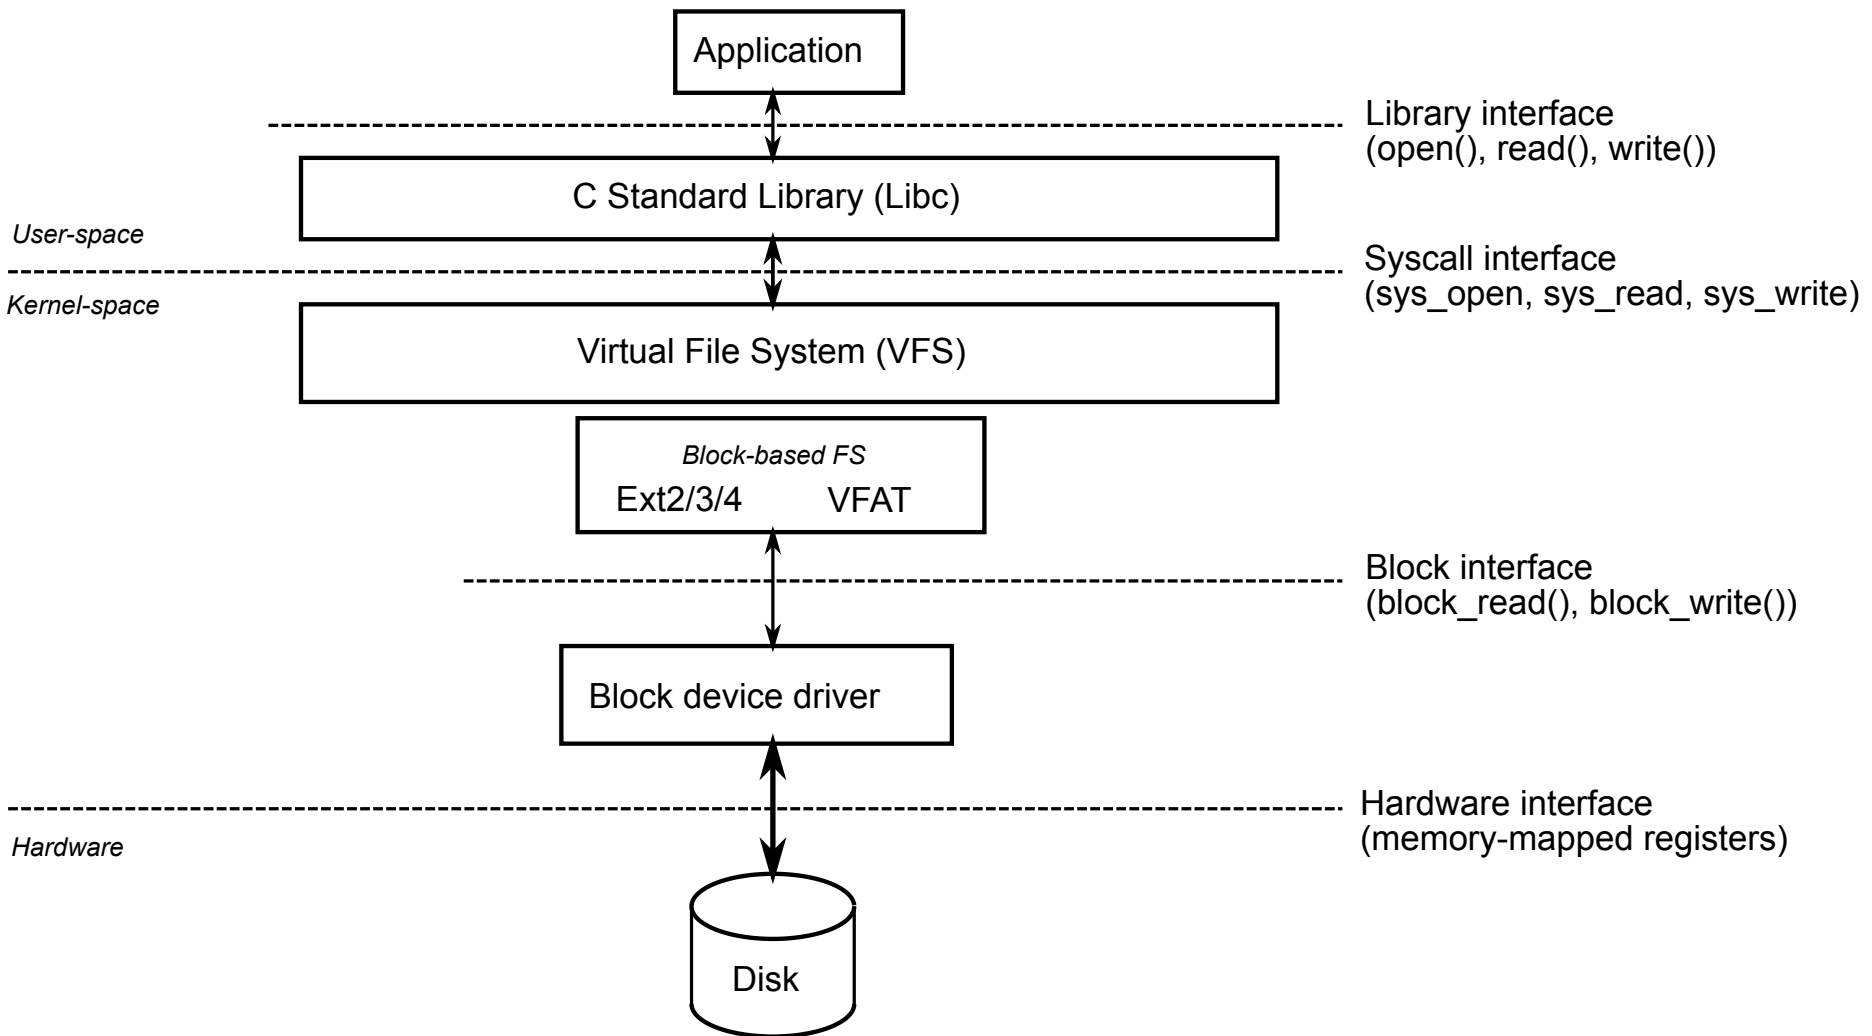 Application
Library interface
(open(), read(), write())
C Standard Library (Libc)
User-space
Syscall interface
(sys_open, sys_read, sys_write)
Kernel-space
Virtual File System (VFS)
Block-based FS
Ext2/3/4 VFAT
Block interface
(block_read(), block_write())
Block device driver
Hardware interface
(memory-mapped registers)
Hardware
Disk